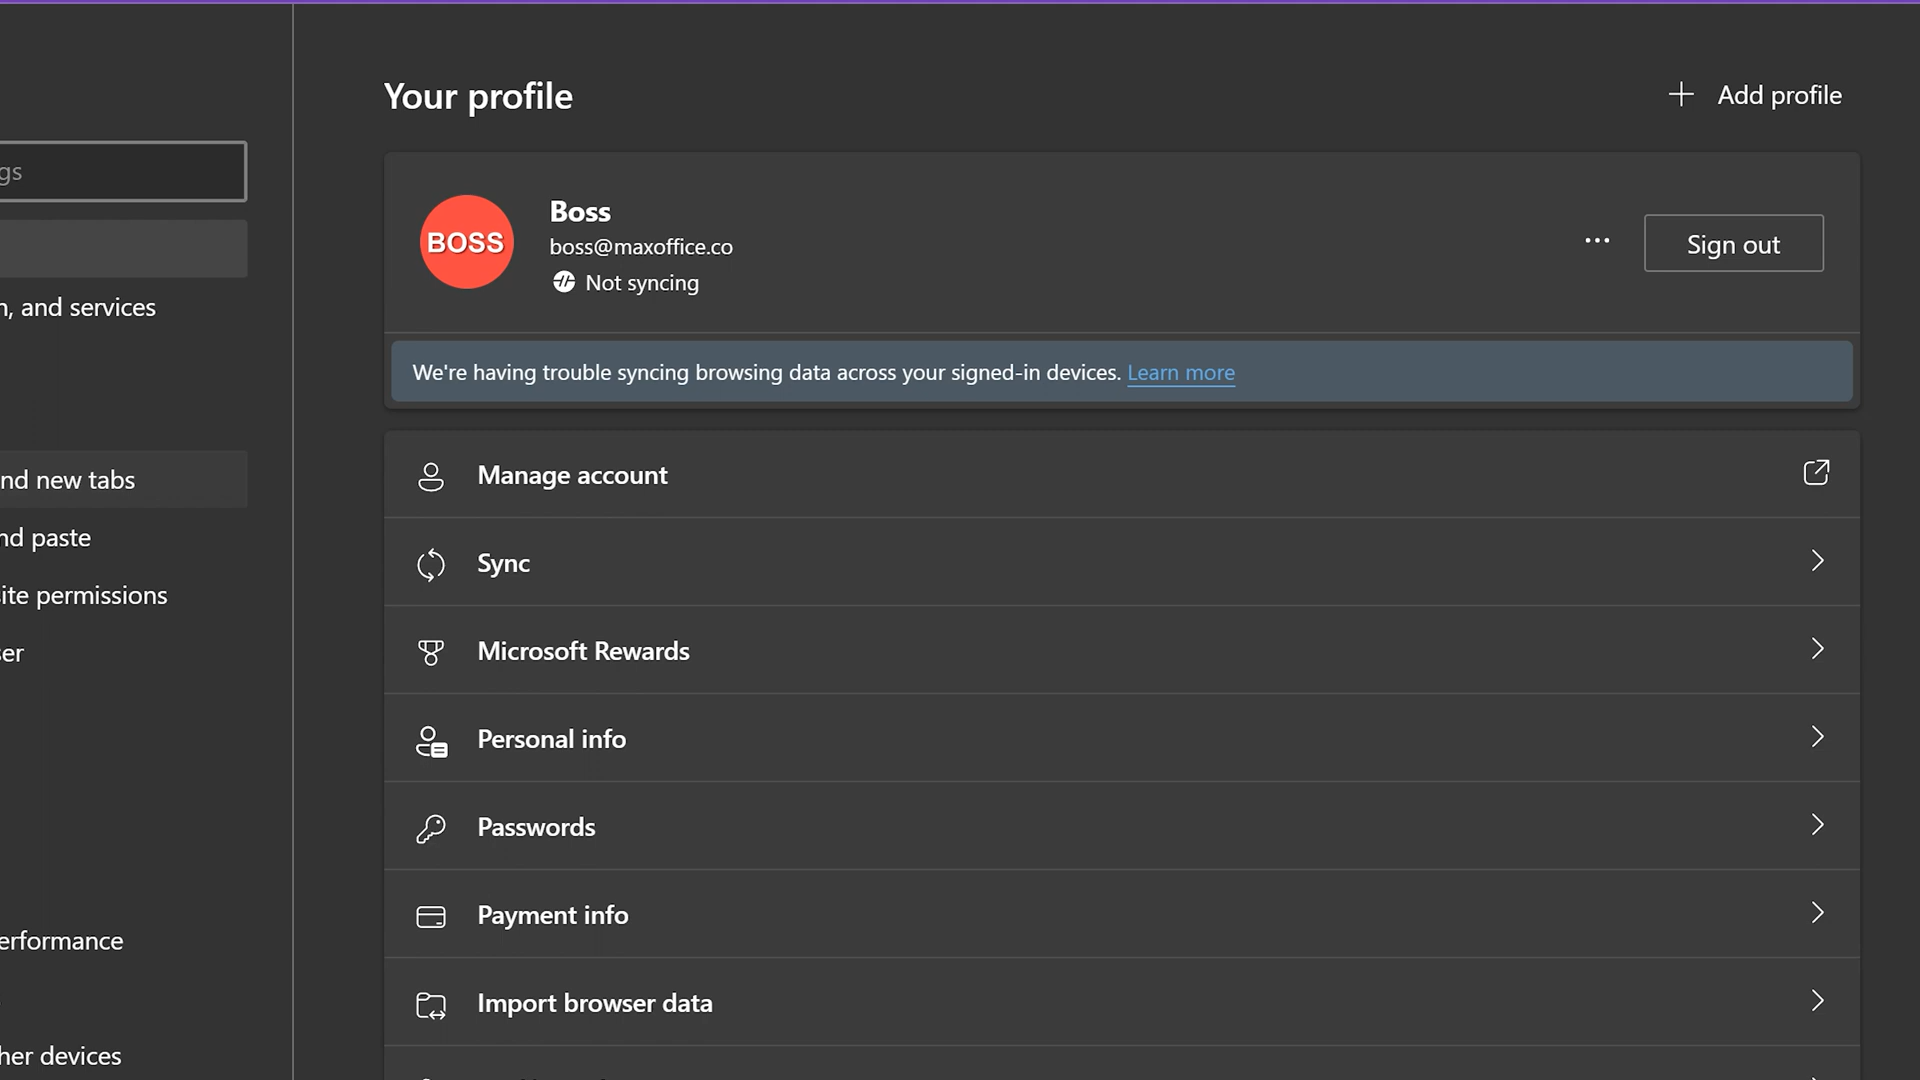 Your profile
Add profile
gs
BOSS
Boss
boss@maxoffice.co
Not syncing
Sign out
, and services
We're having trouble syncing browsing data across your signed-in devices. Learn more
Manage account
nd new tabs
Sync
nd paste
ite permissions
Microsoft Rewards
er
Personal info
Passwords
Payment info
erformance
Import browser data
her devices